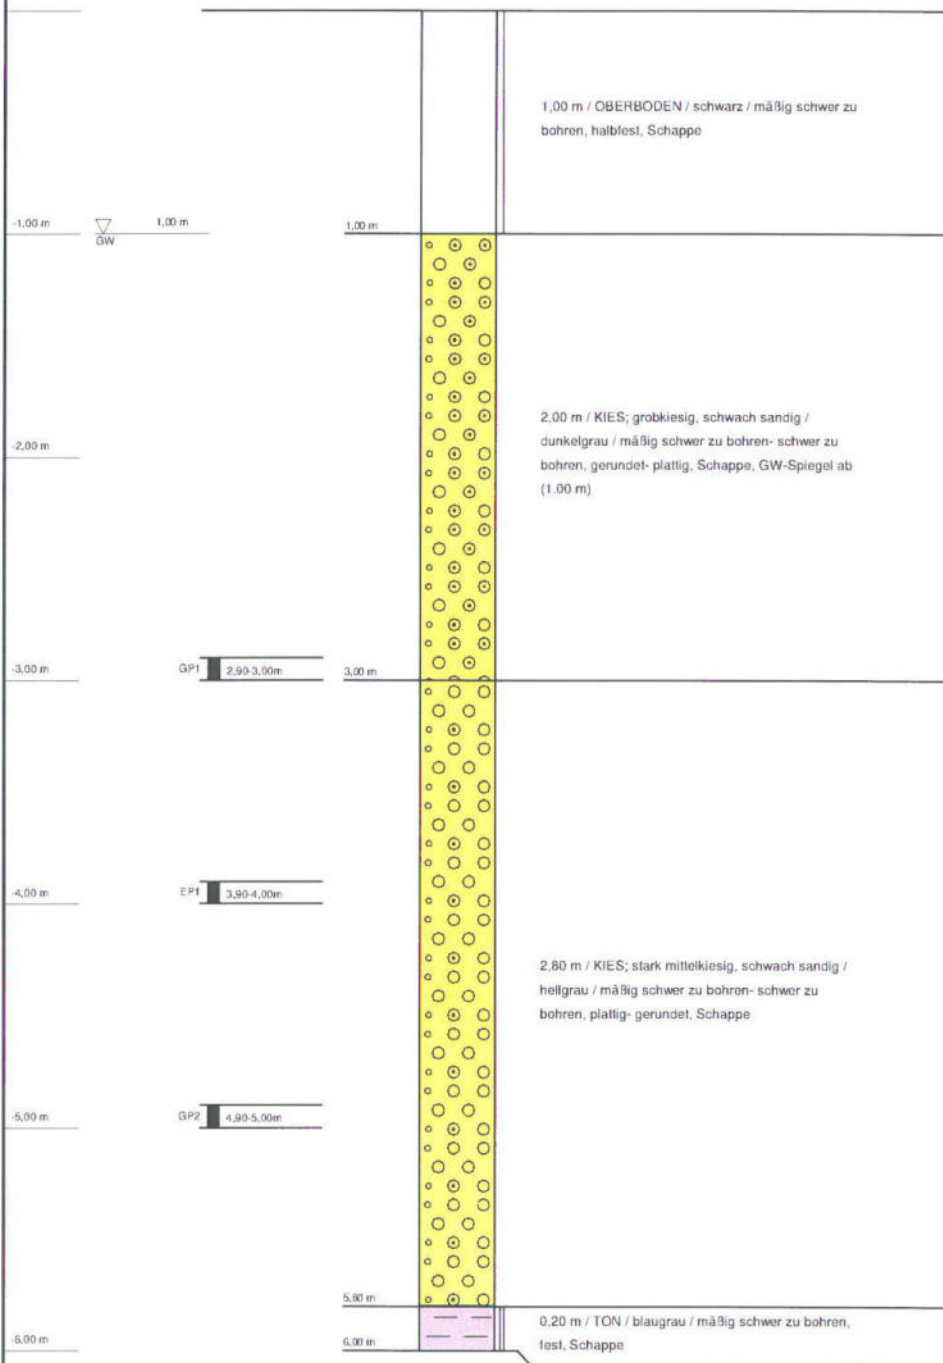 1,00 m / OBERBODEN / schwarz / mäßig schwer zu
bohren, halbfest, Schappe
-1,00 m
1,00 m
GW
1,00 m
2,00 m / KIES; grobkiesig, schwach sandig /
dunkelgrau / mäßig schwer zu bohren- schwer zu
bohren, gerundet- plattig, Schappe, GW-Spiegel ab
(1.00 m)
-2,00 m
-3,00 m
GP1
2,90-3,00m
3,00 m
-4,00 m
EP1
3,90-4,00m
2,80 m / KIES; stark mittelkiesig, schwach sandig /
hellgrau / mäßig schwer zu bohren- schwer zu
bohren, plattig- gerundet, Schappe
-5,00 m
GP2
4,90-5,00m
5,80 m
0,20 m / TON / blaugrau / mäßig schwer zu bohren,
fest, Schappe
-6,00 m
6,00 m